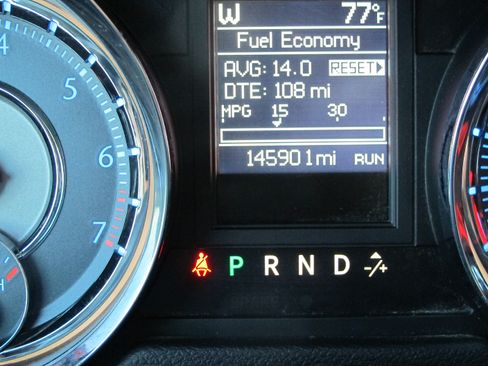 W 77°F
Fuel Economy
AVG: 14.0 RESET
DTE: 108 mi
MPG 15 30
145901 mi RUN
4
5
6
7
H
P R N D -/+